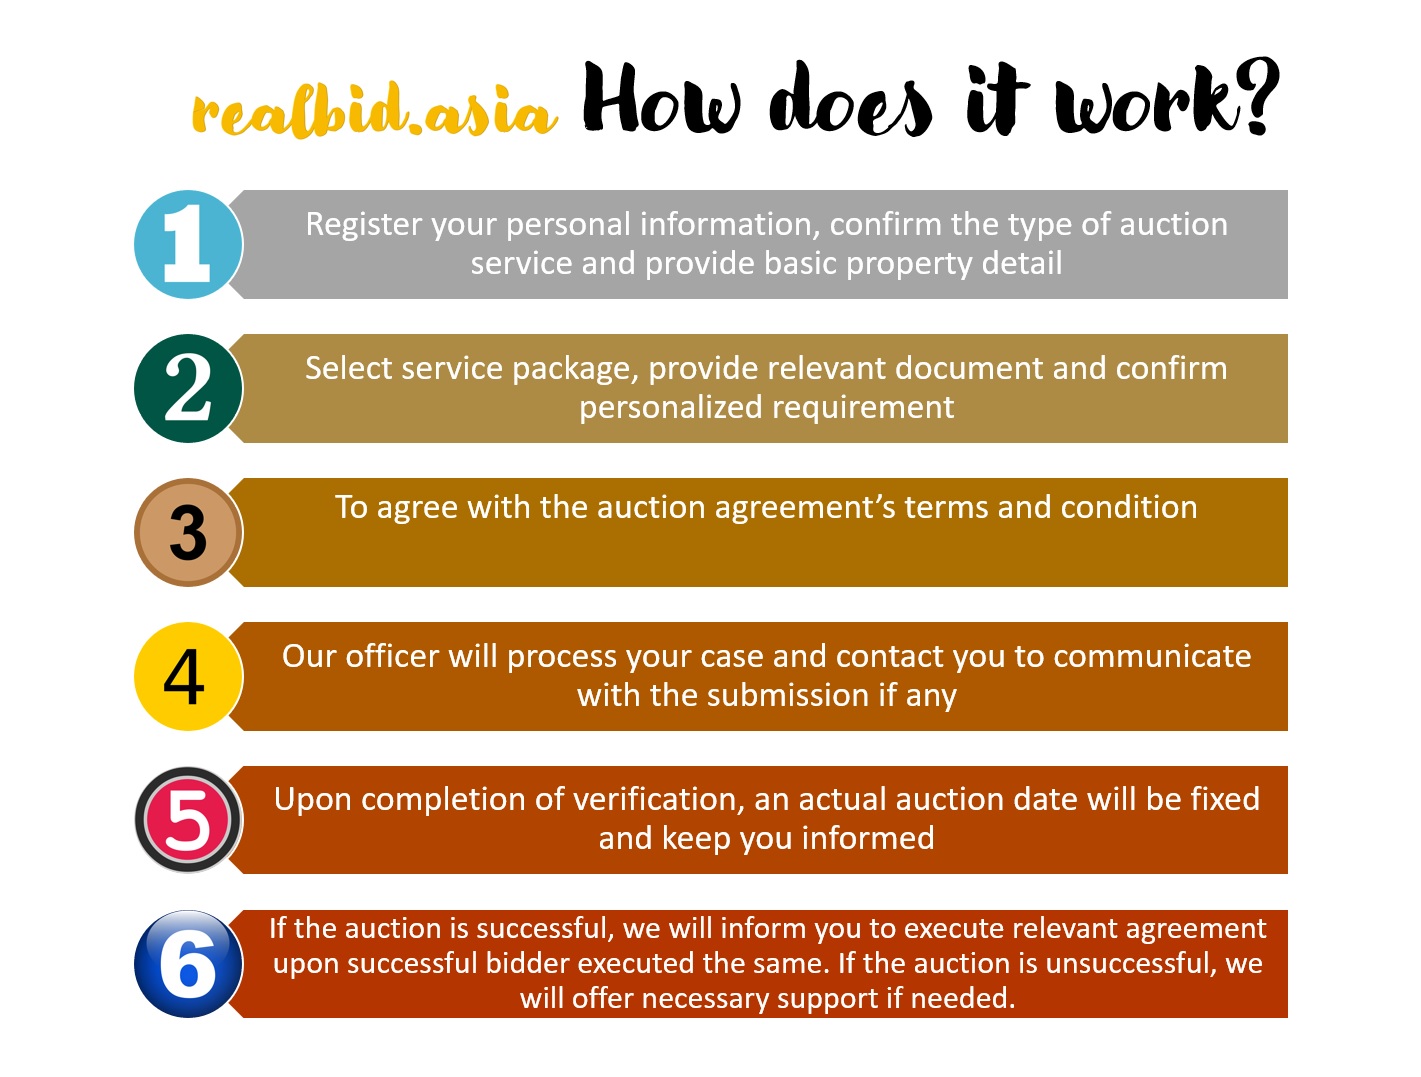 realbid.asia How does it work?
1
Register your personal information, confirm the type of auction
service and provide basic property detail
2
Select service package, provide relevant document and confirm
personalized requirement
3
To agree with the auction agreement’s terms and condition
4
Our officer will process your case and contact you to communicate
with the submission if any
5
Upon completion of verification, an actual auction date will be fixed
and keep you informed
6
If the auction is successful, we will inform you to execute relevant agreement
upon successful bidder executed the same. If the auction is unsuccessful, we
will offer necessary support if needed.